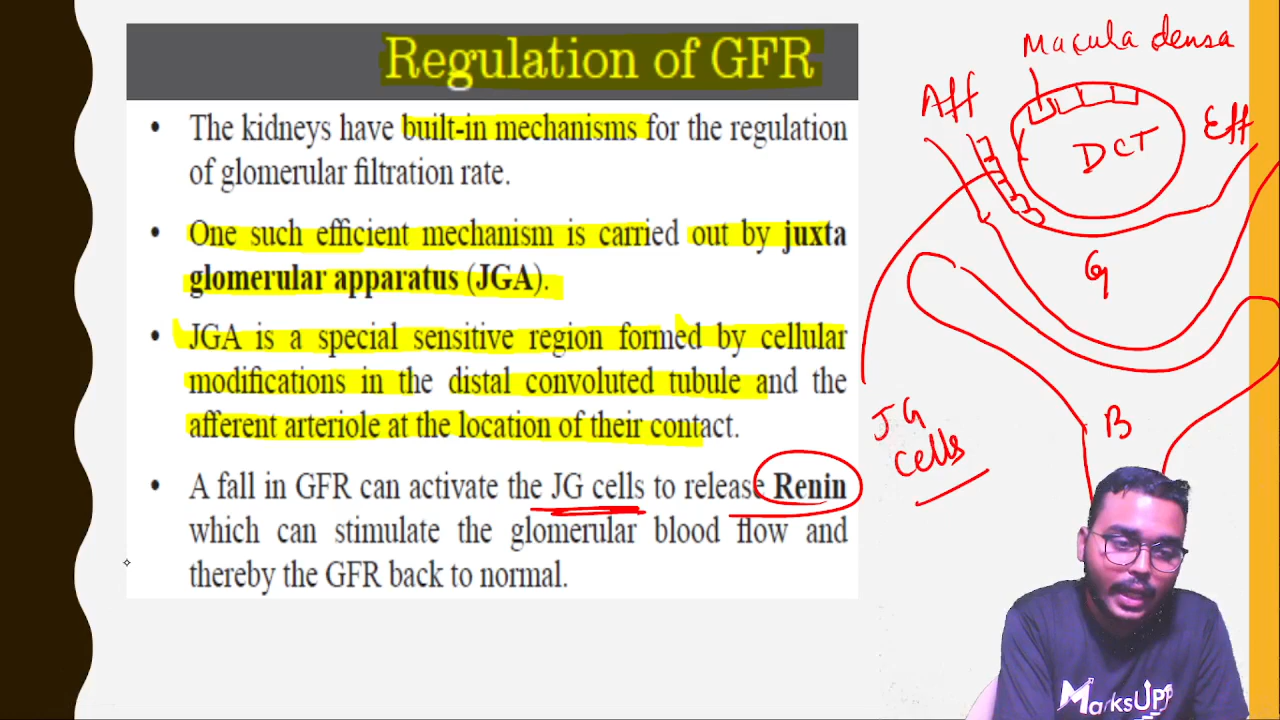 Regulation of GFR
• The kidneys have built-in mechanisms for the regulation
of glomerular filtration rate.
• One such efficient mechanism is carried out by juxta
glomerular apparatus (JGA).
• JGA is a special sensitive region formed by cellular
modifications in the distal convoluted tubule and the
afferent arteriole at the location of their contact.
• A fall in GFR can activate the JG cells to release Renin
which can stimulate the glomerular blood flow and
thereby the GFR back to normal.
Macula densa
Aff
Eff
DCT
G
JG
cells
B
MarksUp